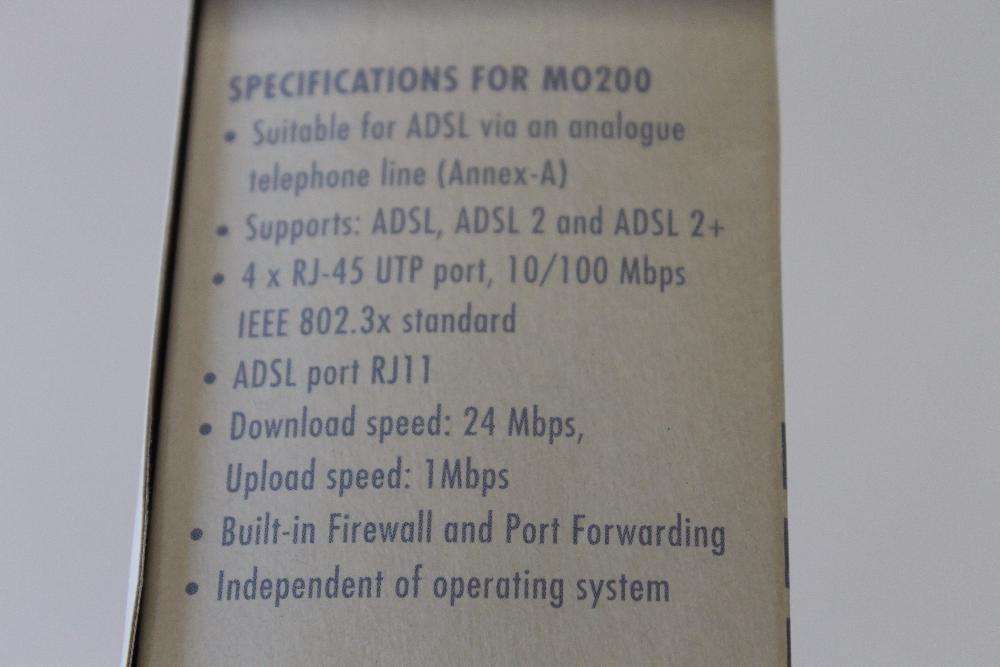 SPECIFICATIONS FOR MO200
• Suitable for ADSL via an analogue
telephone line (Annex-A)
• Supports: ADSL, ADSL 2 and ADSL 2+
• 4 x RJ-45 UTP port, 10/100 Mbps
IEEE 802.3x standard
• ADSL port RJ11
• Download speed: 24 Mbps,
Upload speed: 1Mbps
• Built-in Firewall and Port Forwarding
• Independent of operating system